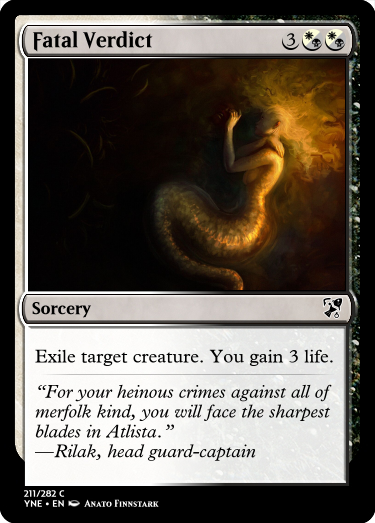 Fatal Verdict 3
Sorcery
Exile target creature. You gain 3 life.
“For your heinous crimes against all of
merfolk kind, you will face the sharpest
blades in Atlista.”
—Rilak, head guard-captain
211/282 C
YNE • EN Anato Finnstark